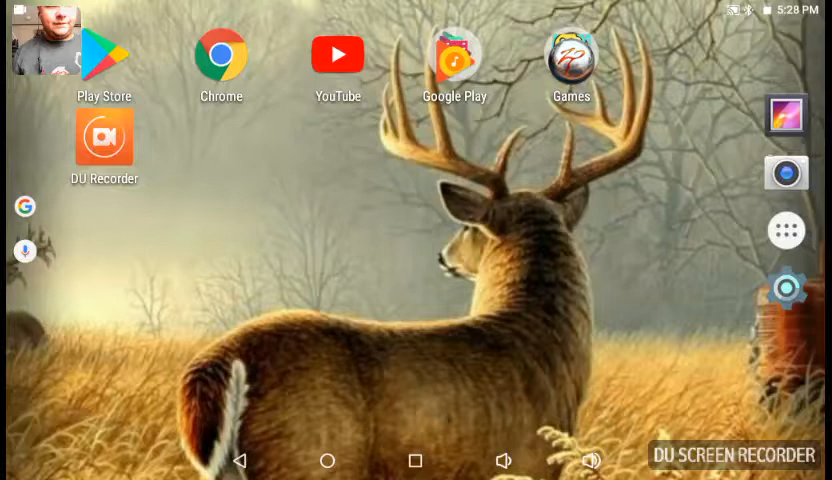 5:28 PM
Play Store
Chrome
YouTube
Google Play
Games
DU Recorder
DU SCREEN RECORDER